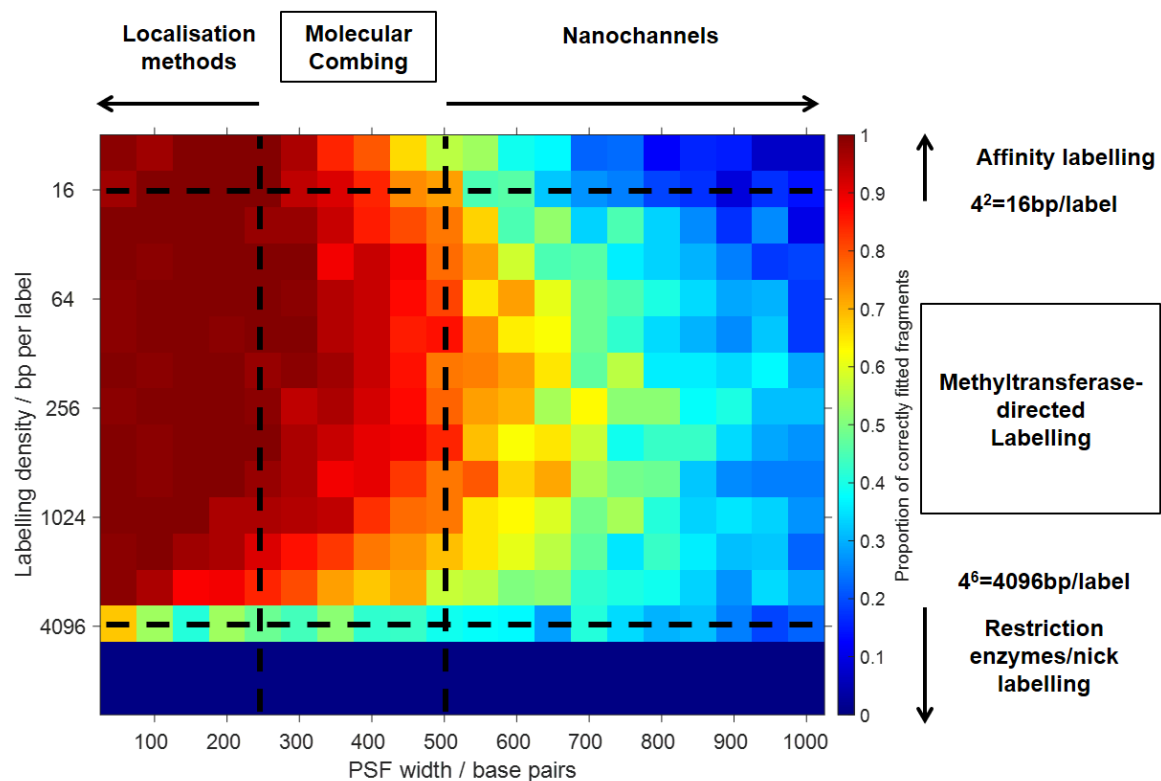 Localisation
methods
Molecular
Combing
Nanochannels
16
64
256
1024
4096
Labelling density / bp per label
100 200 300 400 500 600 700 800 900 1000
PSF width / base pairs
1
0.9
0.8
0.7
0.6
0.5
0.4
0.3
0.2
0.1
0
Proportion of correctly fitted fragments
Affinity labelling
4²=16bp/label
Methyltransferase-
directed
Labelling
4⁶=4096bp/label
Restriction
enzymes/nick
labelling